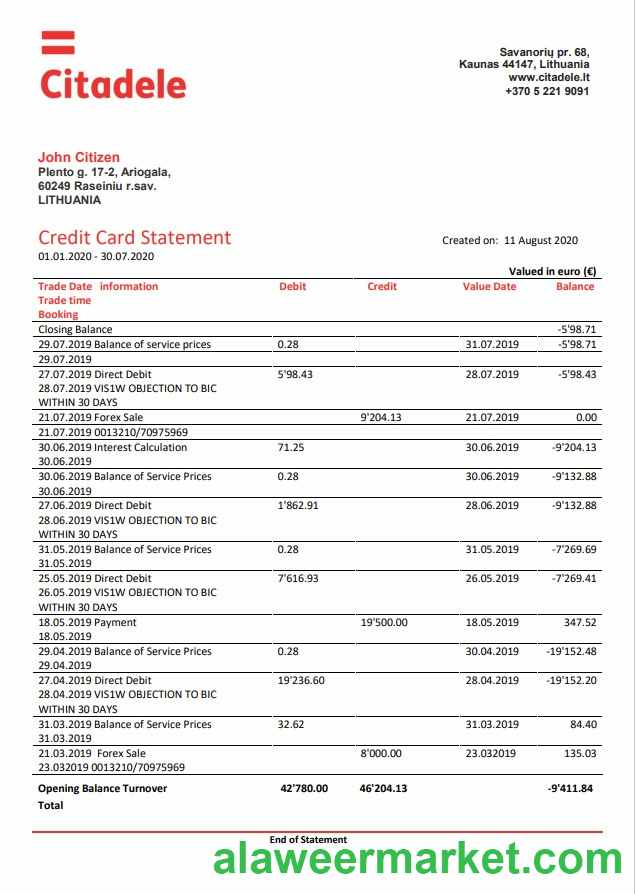 Citadele
Savanorių pr. 68,
Kaunas 44147, Lithuania
www.citadele.lt
+370 5 221 9091
John Citizen
Plento g. 17-2, Ariogala,
60249 Raseiniu r.sav.
LITHUANIA
Credit Card Statement
Created on: 11 August 2020
01.01.2020 - 30.07.2020
Valued in euro (€)
Trade Date information Debit Credit Value Date Balance
Trade time
Booking
Closing Balance -5'98.71
29.07.2019 Balance of service prices 0.28 31.07.2019 -5'98.71
29.07.2019
27.07.2019 Direct Debit 5'98.43 28.07.2019 -5'98.43
28.07.2019 VIS1W OBJECTION TO BIC
WITHIN 30 DAYS
21.07.2019 Forex Sale 9'204.13 21.07.2019 0.00
21.07.2019 0013210/70975969
30.06.2019 Interest Calculation 71.25 30.06.2019 -9'204.13
30.06.2019
30.06.2019 Balance of Service Prices 0.28 30.06.2019 -9'132.88
30.06.2019
27.06.2019 Direct Debit 1'862.91 28.06.2019 -9'132.88
28.06.2019 VIS1W OBJECTION TO BIC
WITHIN 30 DAYS
31.05.2019 Balance of Service Prices 0.28 31.05.2019 -7'269.69
31.05.2019
25.05.2019 Direct Debit 7'616.93 26.05.2019 -7'269.41
26.05.2019 VIS1W OBJECTION TO BIC
WITHIN 30 DAYS
18.05.2019 Payment 19'500.00 18.05.2019 347.52
18.05.2019
29.04.2019 Balance of Service Prices 0.28 30.04.2019 -19'152.48
29.04.2019
27.04.2019 Direct Debit 19'236.60 28.04.2019 -19'152.20
28.04.2019 VIS1W OBJECTION TO BIC
WITHIN 30 DAYS
31.03.2019 Balance of Service Prices 32.62 31.03.2019 84.40
31.03.2019
21.03.2019 Forex Sale 8'000.00 23.032019 135.03
23.032019 0013210/70975969
Opening Balance Turnover 42'780.00 46'204.13 -9'411.84
Total
End of Statement
alaweermarket.com